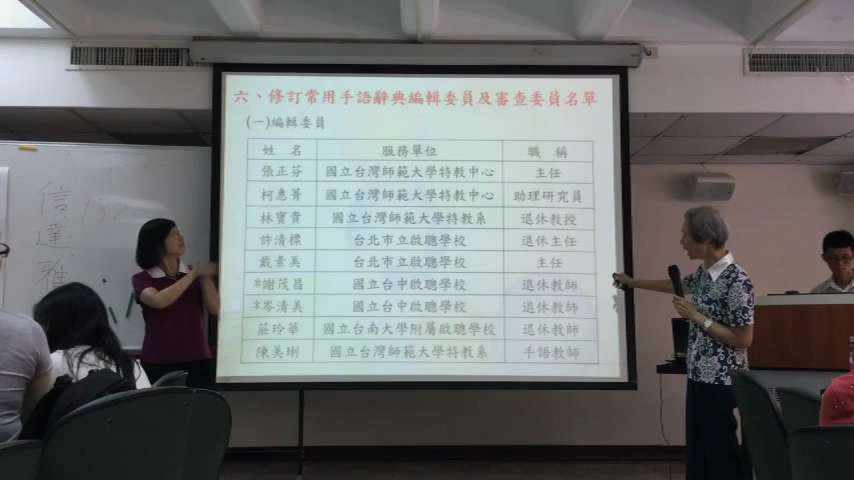 六、修訂常用手語辭典編輯委員及審查委員名單
(一)編輯委員
姓 名 服務單位 職 稱
張正芬 國立台灣師範大學特教中心 主任
柯惠菁 國立台灣師範大學特教中心 助理研究員
林寶貴 國立台灣師範大學特教系 退休教授
許清標 台北市立啟聰學校 退休主任
戴素美 台北市立啟聰學校 主任
*謝茂昌 國立台中啟聰學校 退休教師
*岑清美 國立台中啟聰學校 退休教師
莊玲華 國立台南大學附屬啟聰學校 退休教師
陳美琍 國立台灣師範大學特教系 手語教師
信達雅